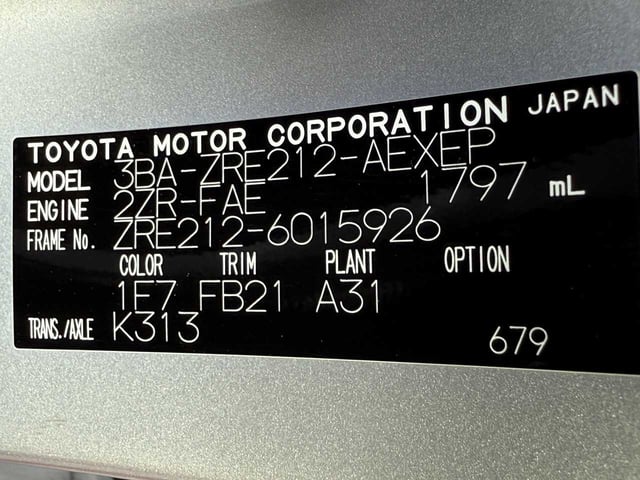 TOYOTA MOTOR CORPORATION JAPAN
MODEL 3BA-ZRE212-AEXEP
ENGINE 2ZR-FAE 1797 mL
FRAME No. ZRE212-6015926
COLOR TRIM PLANT OPTION
1E7 FB21 A31
TRANS./AXLE K313
679